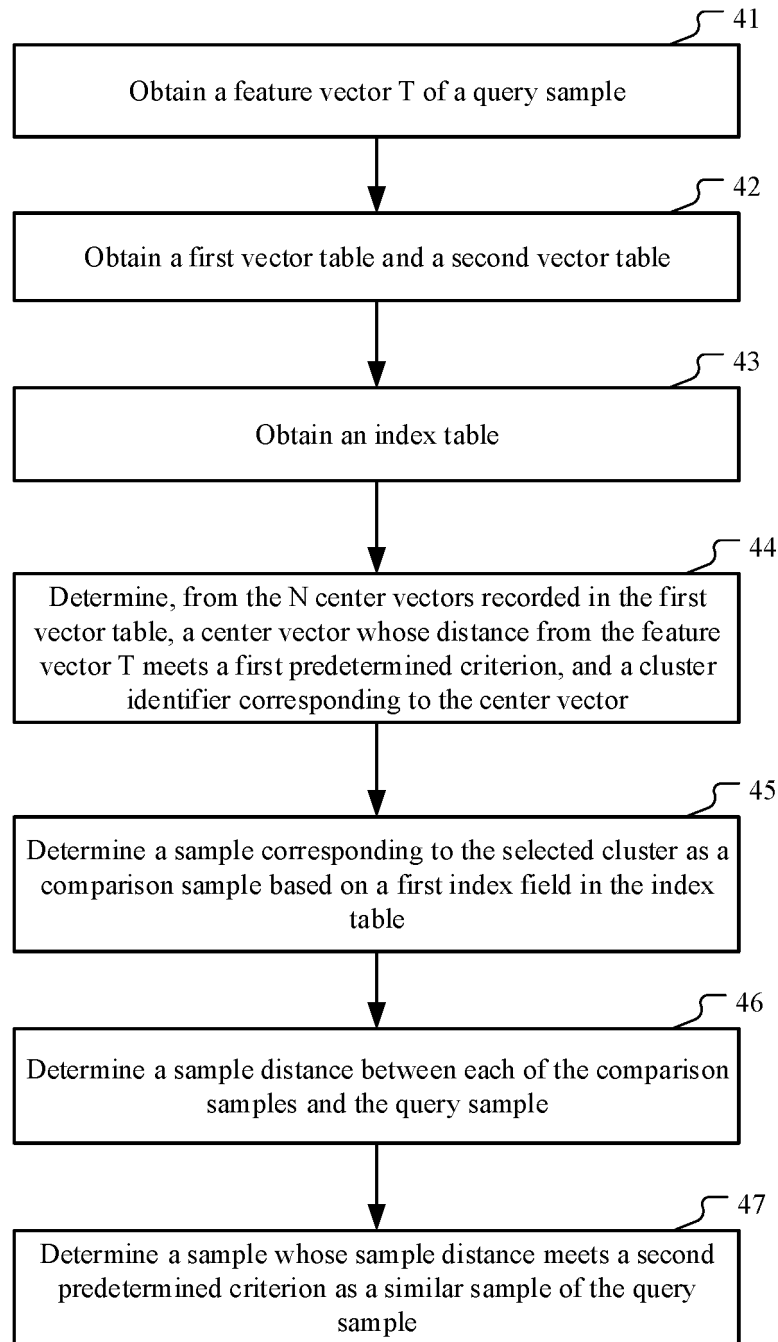 41
Obtain a feature vector T of a query sample
42
Obtain a first vector table and a second vector table
43
Obtain an index table
44
Determine, from the N center vectors recorded in the first
vector table, a center vector whose distance from the feature
vector T meets a first predetermined criterion, and a cluster
identifier corresponding to the center vector
45
Determine a sample corresponding to the selected cluster as a
comparison sample based on a first index field in the index
table
46
Determine a sample distance between each of the comparison
samples and the query sample
47
Determine a sample whose sample distance meets a second
predetermined criterion as a similar sample of the query
sample